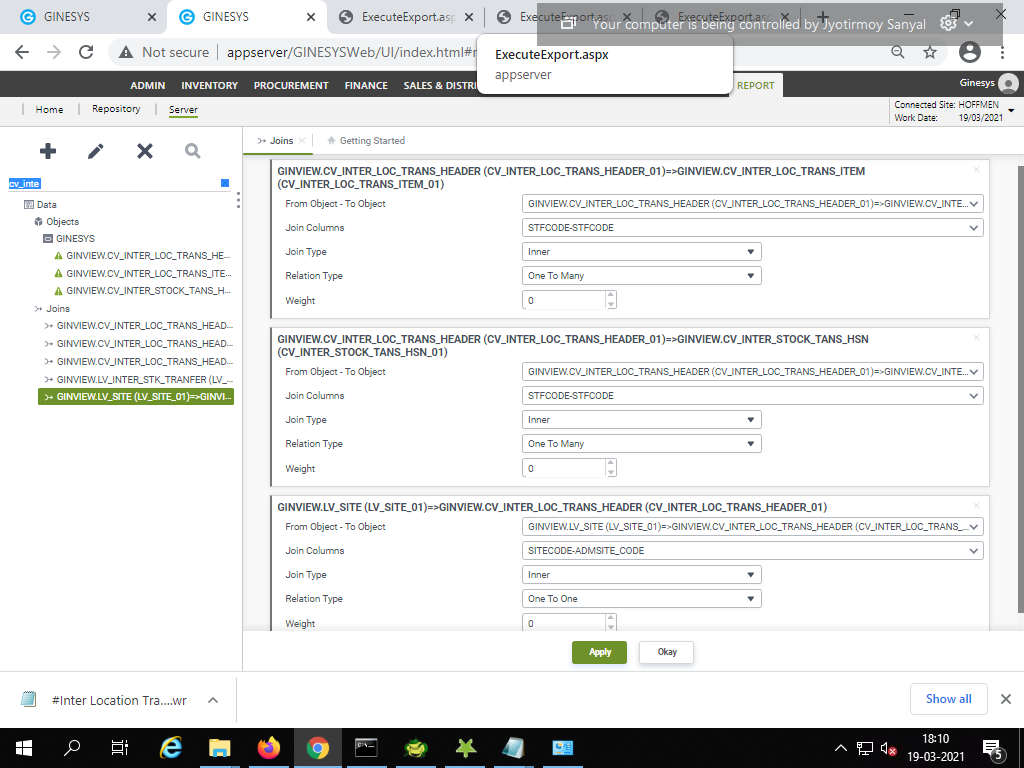 GINESYS
GINESYS
ExecuteExport.aspx
Your computer is being controlled by Jyotirmoy Sanyal
Not secure
appserver/GINESYSWeb/UI/index.html#r
ExecuteExport.aspx
appserver
ADMIN
INVENTORY
PROCUREMENT
FINANCE
SALES & DISTRI
REPORT
Ginesys
Home
Repository
Server
Connected Site: HOFFMEN
Work Date: 19/03/2021
Joins
Getting Started
cv_inte
Data
Objects
GINESYS
GINVIEW.CV_INTER_LOC_TRANS_HE...
GINVIEW.CV_INTER_LOC_TRANS_ITE...
GINVIEW.CV_INTER_STOCK_TANS_H...
Joins
GINVIEW.CV_INTER_LOC_TRANS_HEAD...
GINVIEW.CV_INTER_LOC_TRANS_HEAD...
GINVIEW.CV_INTER_LOC_TRANS_HEAD...
GINVIEW.LV_INTER_STK_TRANFER (LV_...
GINVIEW.LV_SITE (LV_SITE_01)=>GINVI...
GINVIEW.CV_INTER_LOC_TRANS_HEADER (CV_INTER_LOC_TRANS_HEADER_01)=>GINVIEW.CV_INTER_LOC_TRANS_ITEM
(CV_INTER_LOC_TRANS_ITEM_01)
From Object - To Object
GINVIEW.CV_INTER_LOC_TRANS_HEADER (CV_INTER_LOC_TRANS_HEADER_01)=>GINVIEW.CV_INTE...
Join Columns
STFCODE-STFCODE
Join Type
Inner
Relation Type
One To Many
Weight
0
GINVIEW.CV_INTER_LOC_TRANS_HEADER (CV_INTER_LOC_TRANS_HEADER_01)=>GINVIEW.CV_INTER_STOCK_TANS_HSN
(CV_INTER_STOCK_TANS_HSN_01)
From Object - To Object
GINVIEW.CV_INTER_LOC_TRANS_HEADER (CV_INTER_LOC_TRANS_HEADER_01)=>GINVIEW.CV_INTE...
Join Columns
STFCODE-STFCODE
Join Type
Inner
Relation Type
One To Many
Weight
0
GINVIEW.LV_SITE (LV_SITE_01)=>GINVIEW.CV_INTER_LOC_TRANS_HEADER (CV_INTER_LOC_TRANS_HEADER_01)
From Object - To Object
GINVIEW.LV_SITE (LV_SITE_01)=>GINVIEW.CV_INTER_LOC_TRANS_HEADER (CV_INTER_LOC_TRANS_...
Join Columns
SITECODE-ADMSITE_CODE
Join Type
Inner
Relation Type
One To One
Weight
0
Apply
Okay
#Inter Location Tra....wr
Show all
18:10
19-03-2021
5